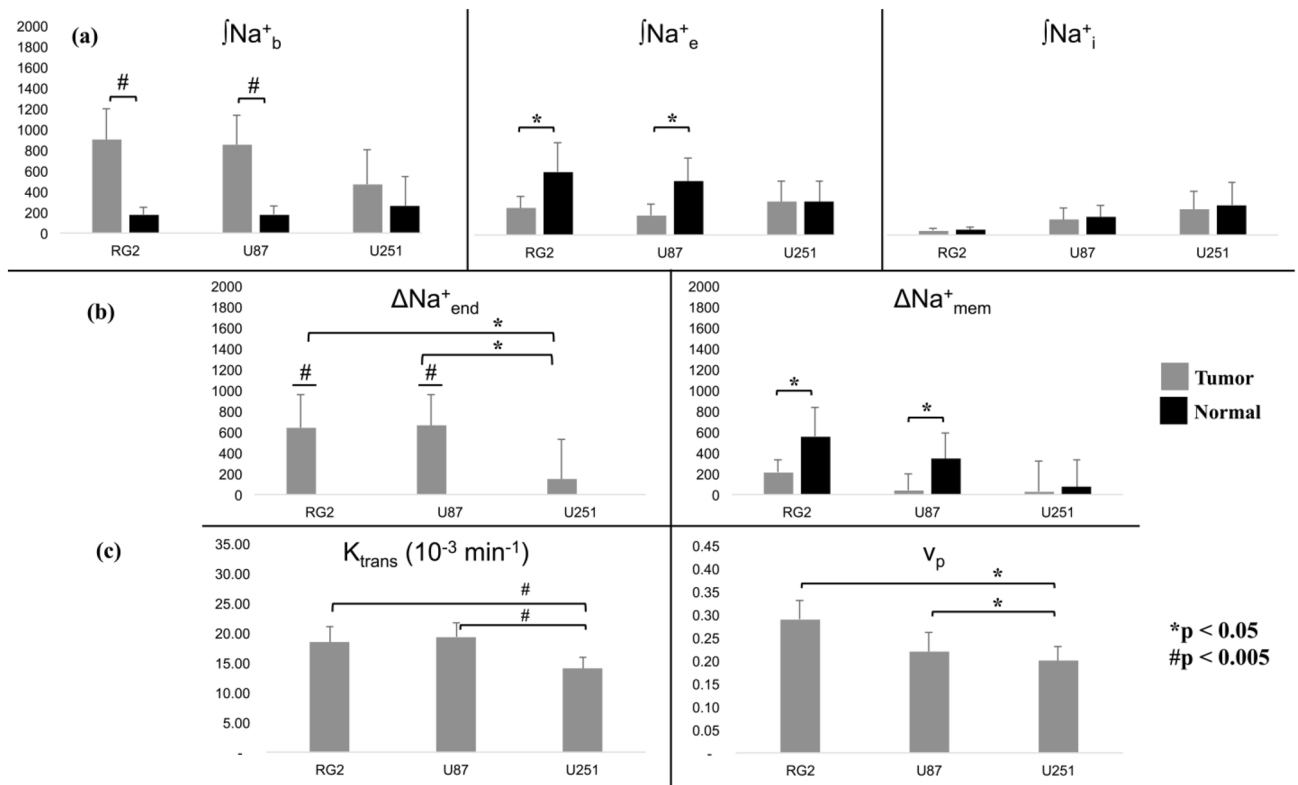 (a)
∫Na⁺b
∫Na⁺e
∫Na⁺i
2000
1800
1600
1400
1200
1000
800
600
400
200
0
#
#
*
*
RG2
U87
U251
RG2
U87
U251
RG2
U87
U251
(b)
ΔNa⁺end
2000
1800
1600
1400
1200
1000
800
600
400
200
0
*
*
#
#
RG2
U87
U251
ΔNa⁺mem
2000
1800
1600
1400
1200
1000
800
600
400
200
0
*
*
RG2
U87
U251
Tumor
Normal
(c)
Ktrans (10⁻³ min⁻¹)
35.00
30.00
25.00
20.00
15.00
10.00
5.00
-
#
#
RG2
U87
U251
vp
0.45
0.40
0.35
0.30
0.25
0.20
0.15
0.10
0.05
-
*
*
RG2
U87
U251
*p < 0.05
#p < 0.005